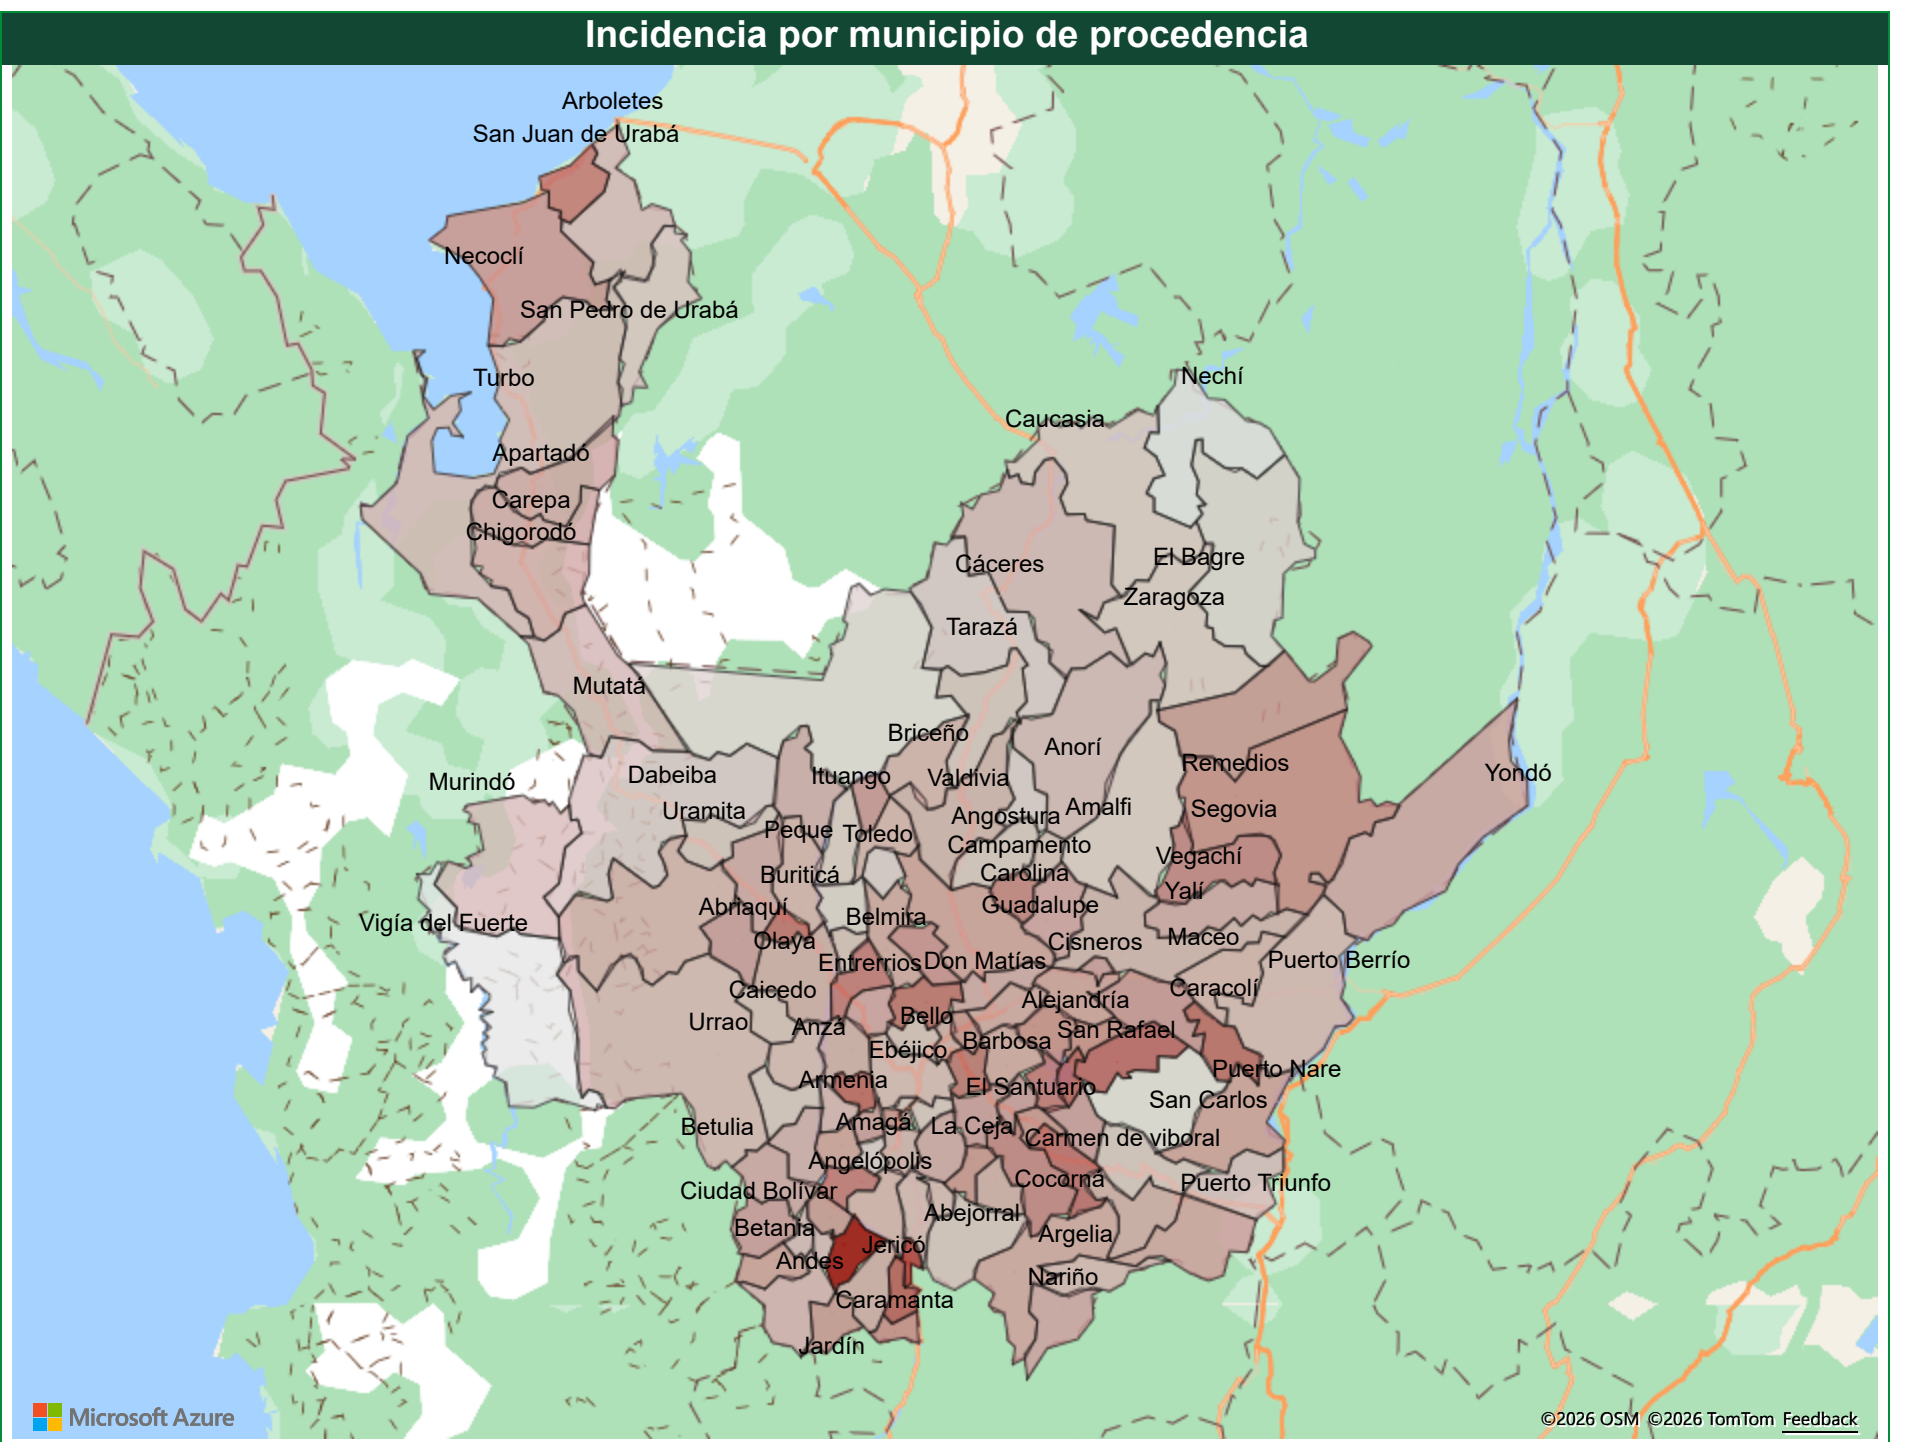 Incidencia por municipio de procedencia
Arboletes
San Juan de Urabá
Necoclí
San Pedro de Urabá
Turbo
Nechí
Caucasia
Apartadó
Carepa
Chigorodó
Cáceres
El Bagre
Zaragoza
Tarazá
Mutatá
Briceño
Anorí
Remedios
Yondó
Murindó
Dabeiba
Ituango
Valdivia
Uramita
Angostura
Amalfi
Segovia
Peque
Toledo
Campamento
Vegachí
Buriticá
Carolina
Yalí
Abriaquí
Belmira
Guadalupe
Vigía del Fuerte
Olaya
Cisneros
Maceo
Entrerrios
Don Matías
Puerto Berrío
Caicedo
Caracolí
Alejandría
Urrao
Anzá
Bello
San Rafael
Ebéjico
Barbosa
Puerto Nare
Armenia
El Santuario
San Carlos
Betulia
Amagá
La Ceja
Carmen de viboral
Angelópolis
Cocorná
Puerto Triunfo
Ciudad Bolívar
Abejorral
Betania
Argelia
Jericó
Andes
Nariño
Caramanta
Jardín
Microsoft Azure
©2026 OSM ©2026 TomTom Feedback